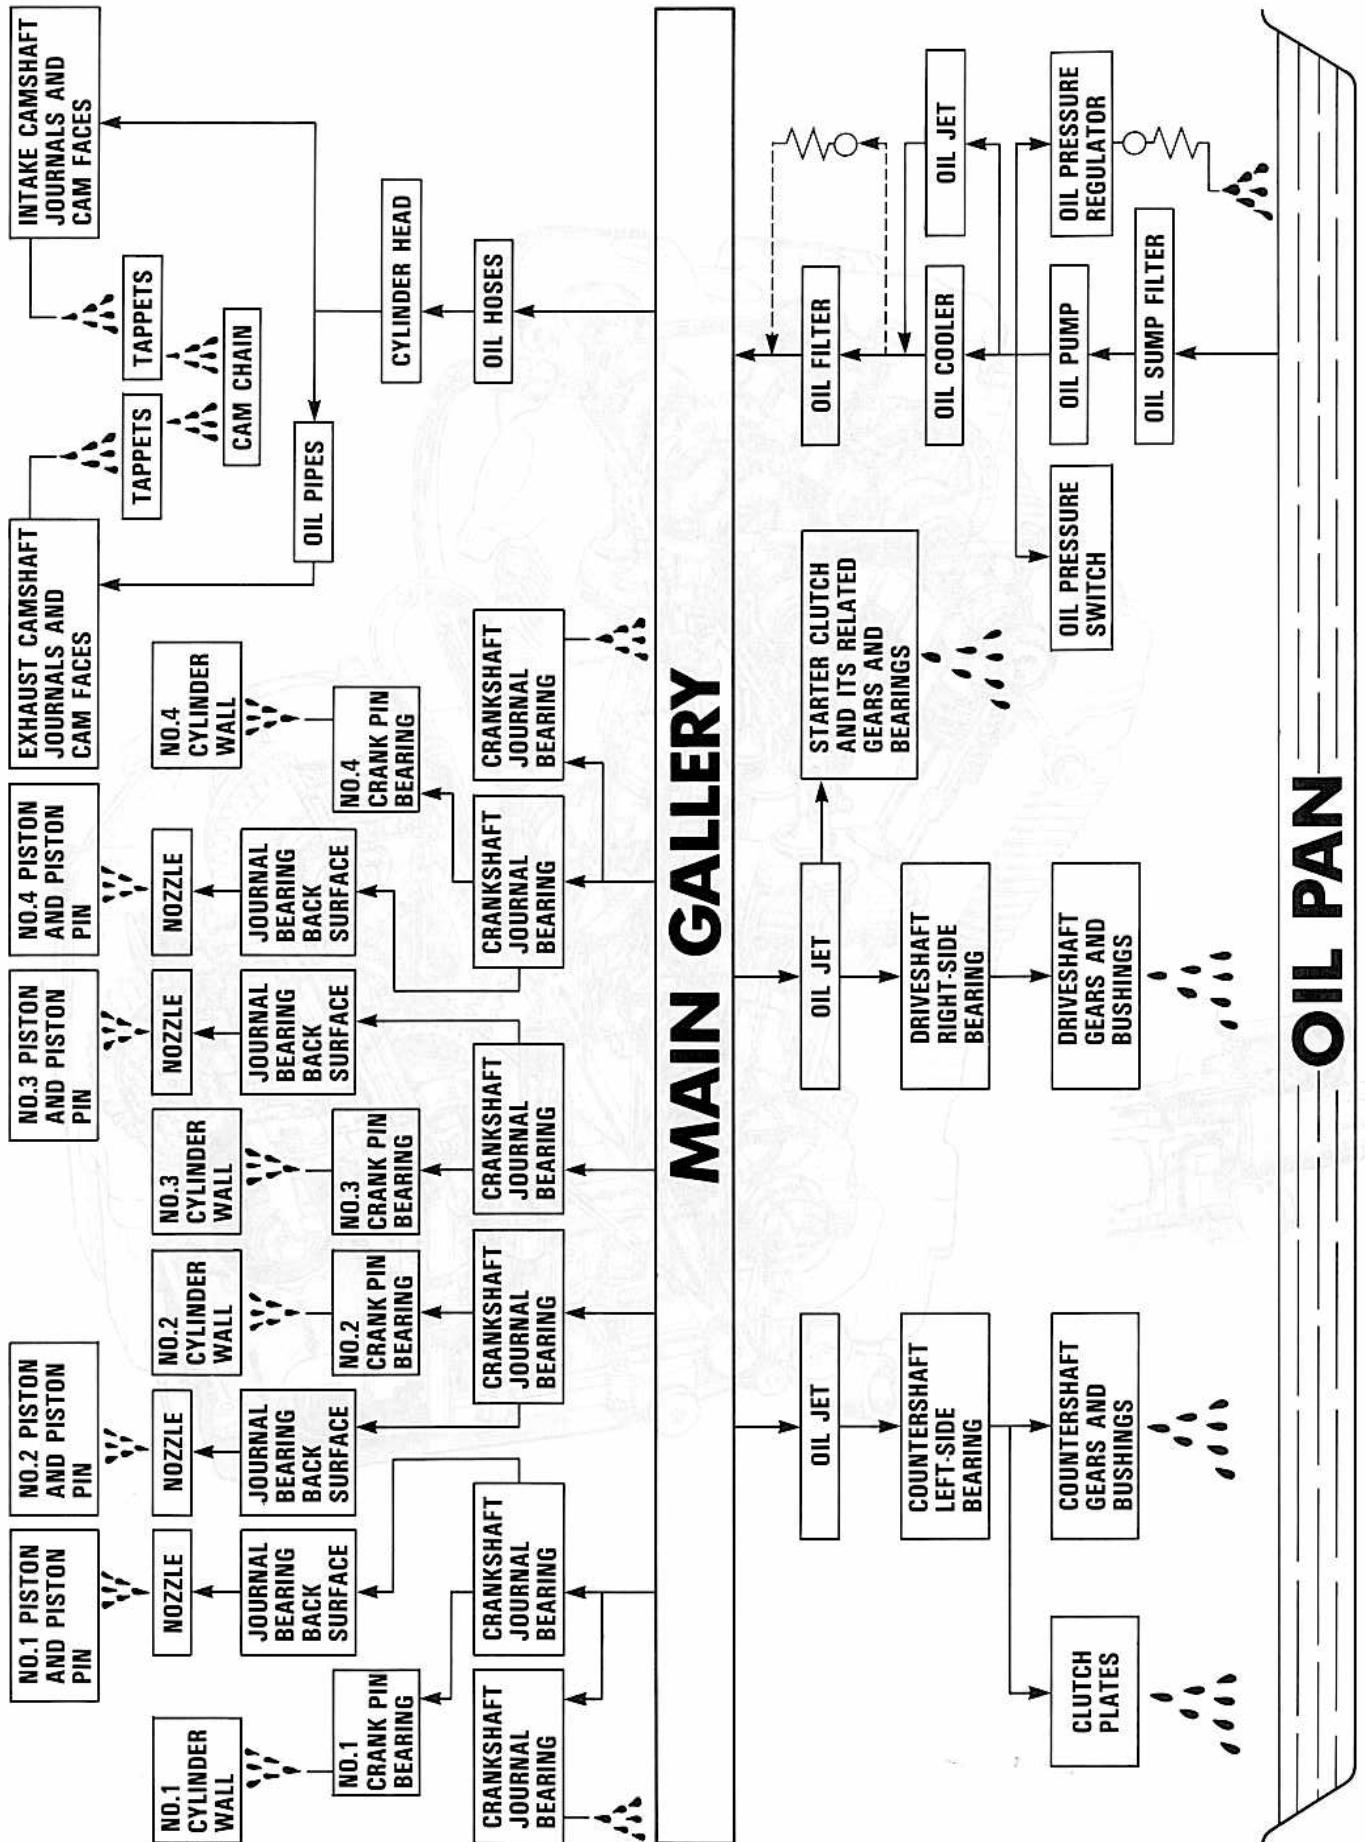 NO.1 PISTON
AND PISTON
PIN
NO.2 PISTON
AND PISTON
PIN
NO.3 PISTON
AND PISTON
PIN
NO.4 PISTON
AND PISTON
PIN
EXHAUST CAMSHAFT
JOURNALS AND
CAM FACES
INTAKE CAMSHAFT
JOURNALS AND
CAM FACES
NO.1
CYLINDER
WALL
NOZZLE
NOZZLE
NO.2
CYLINDER
WALL
NO.3
CYLINDER
WALL
NOZZLE
NOZZLE
NO.4
CYLINDER
WALL
TAPPETS
TAPPETS
CAM CHAIN
JOURNAL
BEARING
BACK
SURFACE
JOURNAL
BEARING
BACK
SURFACE
JOURNAL
BEARING
BACK
SURFACE
JOURNAL
BEARING
BACK
SURFACE
OIL PIPES
NO.1
CRANK PIN
BEARING
NO.2
CRANK PIN
BEARING
NO.3
CRANK PIN
BEARING
NO.4
CRANK PIN
BEARING
CYLINDER HEAD
CRANKSHAFT
JOURNAL
BEARING
CRANKSHAFT
JOURNAL
BEARING
CRANKSHAFT
JOURNAL
BEARING
CRANKSHAFT
JOURNAL
BEARING
CRANKSHAFT
JOURNAL
BEARING
CRANKSHAFT
JOURNAL
BEARING
OIL HOSES
MAIN GALLERY
OIL JET
OIL JET
STARTER CLUTCH
AND ITS RELATED
GEARS AND
BEARINGS
OIL FILTER
COUNTERSHAFT
LEFT-SIDE
BEARING
DRIVESHAFT
RIGHT-SIDE
BEARING
OIL COOLER
OIL JET
CLUTCH
PLATES
COUNTERSHAFT
GEARS AND
BUSHINGS
DRIVESHAFT
GEARS AND
BUSHINGS
OIL PRESSURE
SWITCH
OIL PUMP
OIL PRESSURE
REGULATOR
OIL SUMP FILTER
OIL PAN